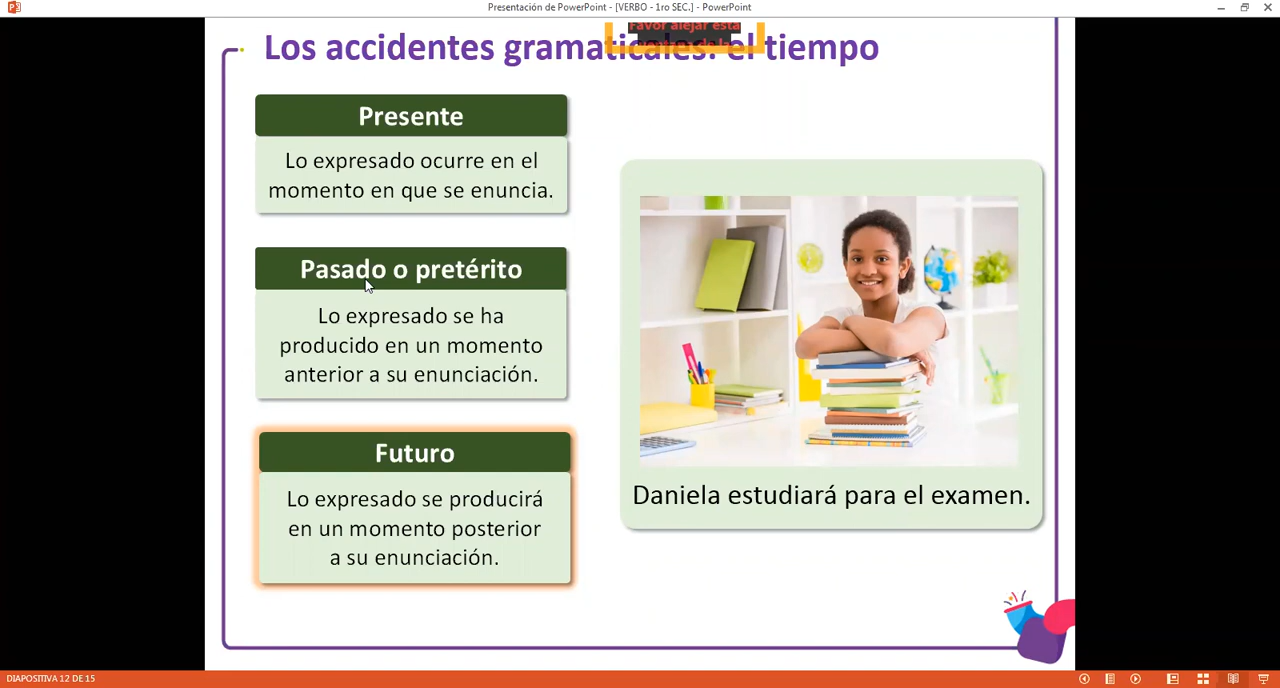 Presentación de PowerPoint - [VERBO - 1ro SEC.] - PowerPoint
Favor alejar esta
Los accidentes gramaticales: el tiempo
Presente
Lo expresado ocurre en el
momento en que se enuncia.
Pasado o pretérito
Lo expresado se ha
producido en un momento
anterior a su enunciación.
Futuro
Lo expresado se producirá
en un momento posterior
a su enunciación.
Daniela estudiará para el examen.
DIAPOSITIVA 12 DE 15